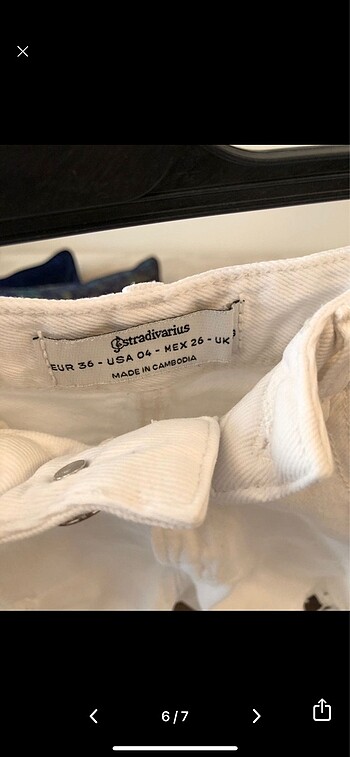 stradivarius
EUR 36 - USA 04 - MEX 26 - UK
MADE IN CAMBODIA
6/7